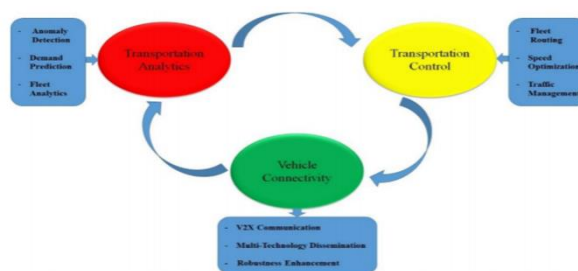 - Anomaly
Detection
- Demand
Prediction
- Fleet
Analytics
Transportation
Analytics
Transportation
Control
- Fleet
Routing
- Speed
Optimization
- Traffic
Management
Vehicle
Connectivity
- V2X Communication
- Multi-Technology Dissemination
- Robustness Enhancement